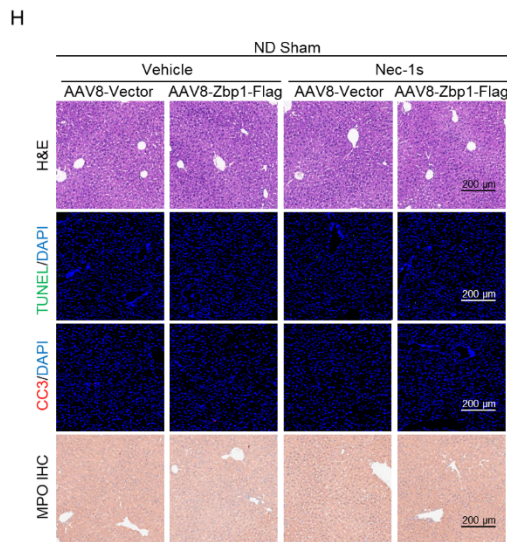 H
ND Sham
Vehicle Nec-1s
AAV8-Vector AAV8-Zbp1-Flag AAV8-Vector AAV8-Zbp1-Flag
H&E
200 μm
TUNEL/DAPI
200 μm
CC3/DAPI
200 μm
MPO IHC
200 μm